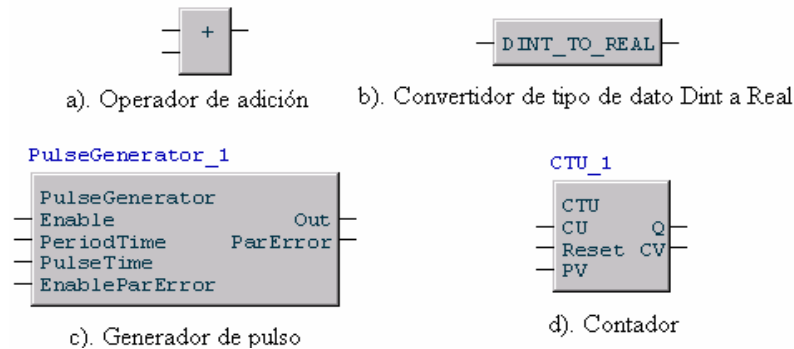 +
DINT_TO_REAL
a). Operador de adición
b). Convertidor de tipo de dato Dint a Real
PulseGenerator_1
PulseGenerator
Enable Out
PeriodTime ParError
PulseTime
EnableParError
c). Generador de pulso
CTU_1
CTU
CU Q
Reset CV
PV
d). Contador